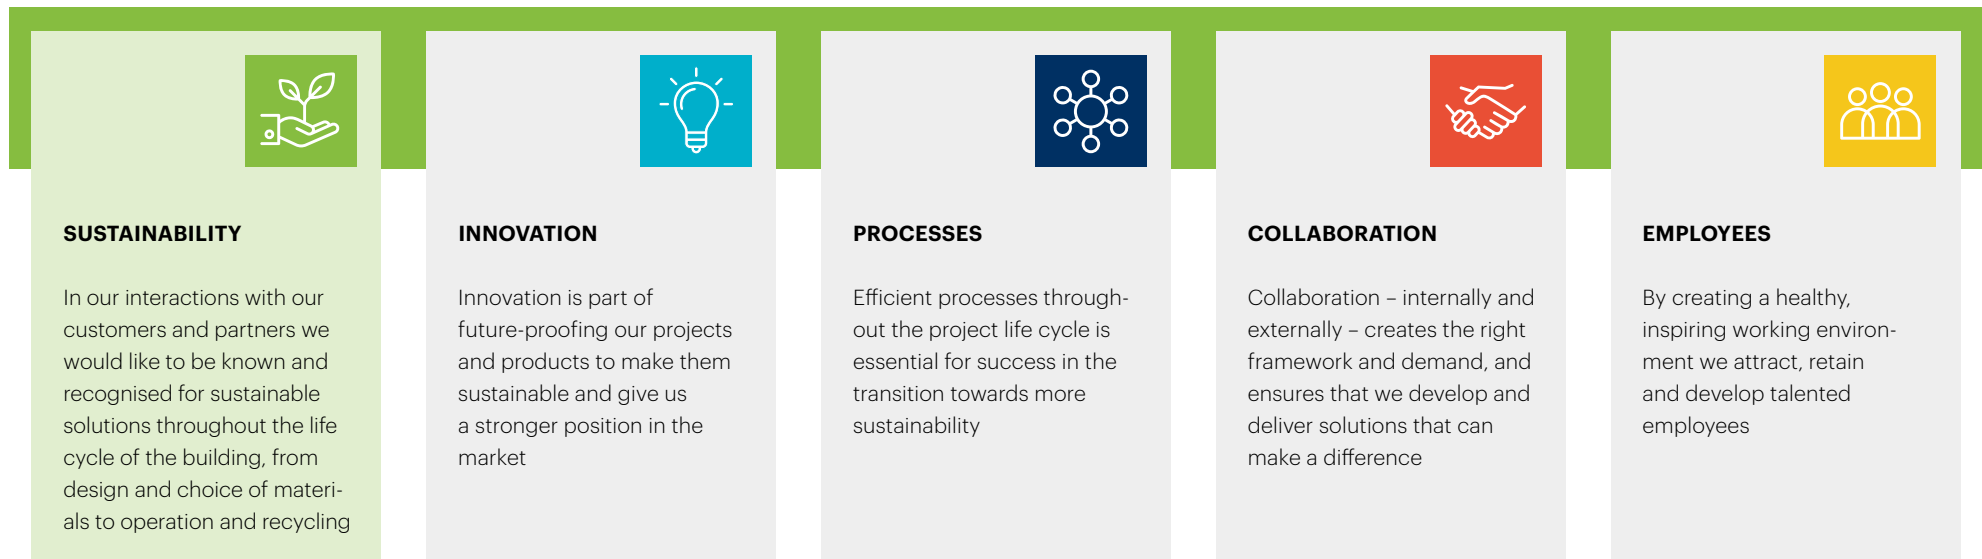 SUSTAINABILITY
In our interactions with our
customers and partners we
would like to be known and
recognised for sustainable
solutions throughout the life
cycle of the building, from
design and choice of materi-
als to operation and recycling
INNOVATION
Innovation is part of
future-proofing our projects
and products to make them
sustainable and give us
a stronger position in the
market
PROCESSES
Efficient processes through-
out the project life cycle is
essential for success in the
transition towards more
sustainability
COLLABORATION
Collaboration – internally and
externally – creates the right
framework and demand, and
ensures that we develop and
deliver solutions that can
make a difference
EMPLOYEES
By creating a healthy,
inspiring working environ-
ment we attract, retain
and develop talented
employees